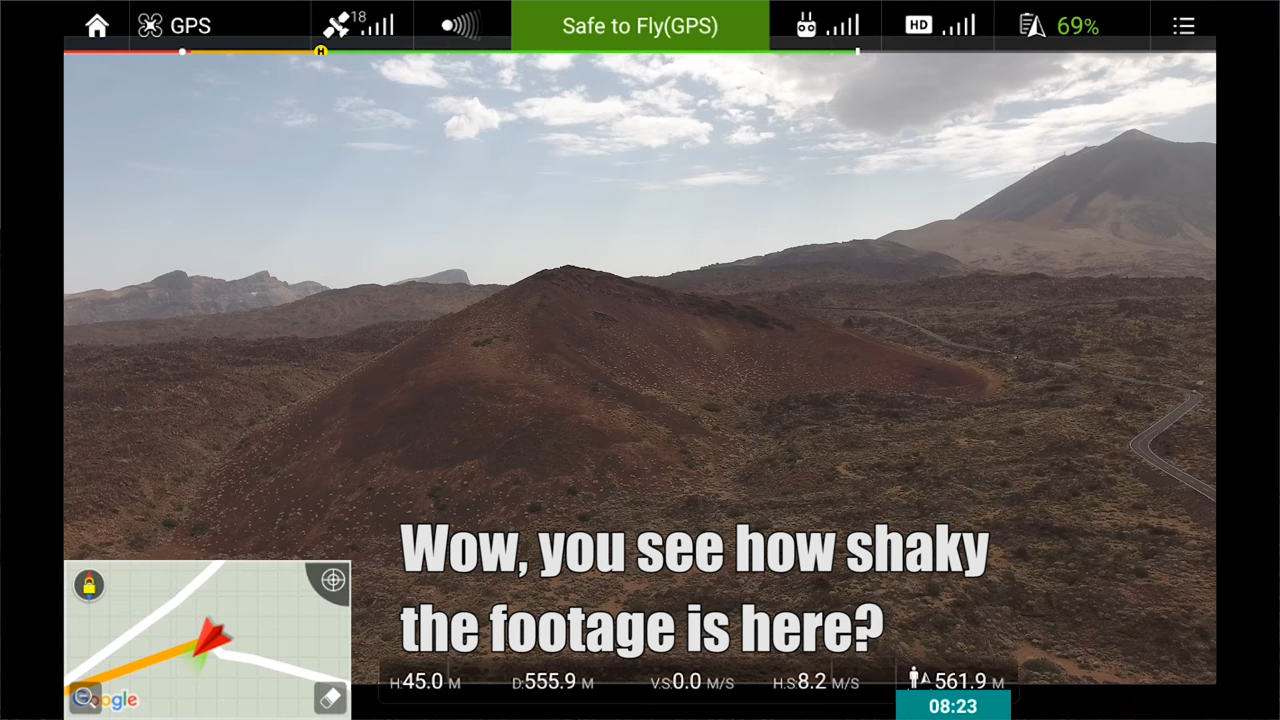 GPS
18
Safe to Fly(GPS)
HD
69%
H
Wow, you see how shaky
the footage is here?
H:45.0 M
D:555.9 M
V.S:0.0 M/S
H.S:8.2 M/S
561.9 M
08:23
Google